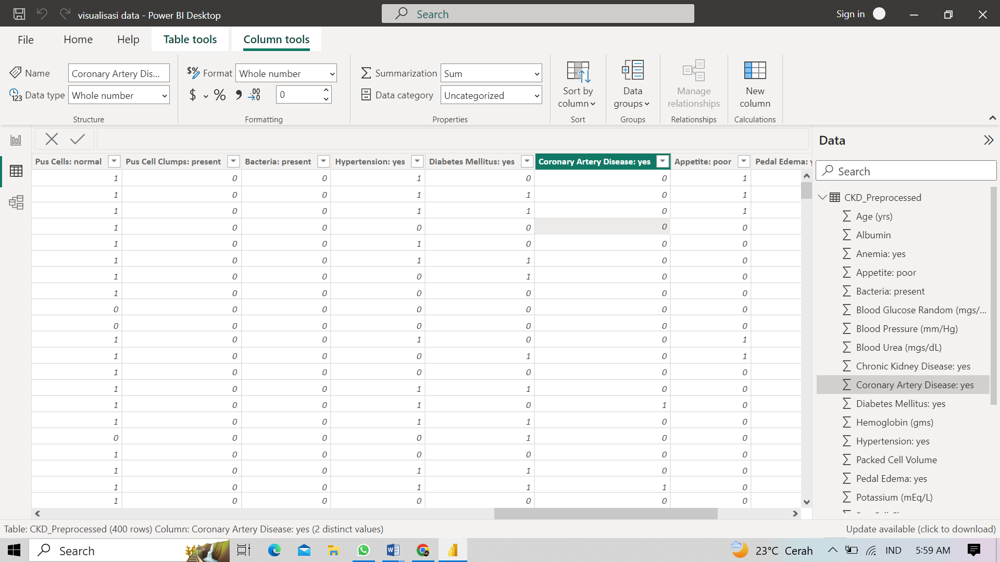 visualisasi data - Power BI Desktop
Search
Sign in
File Home Help Table tools Column tools
Name Coronary Artery Dis... $% Format Whole number Summarization Sum
123 Data type Whole number $ % 9 .00 0 Data category Uncategorized
Sort by column
Data groups
Manage relationships
New column
Structure Formatting Properties Sort Groups Relationships Calculations
Data
Search
Pus Cells: normal Pus Cell Clumps: present Bacteria: present Hypertension: yes Diabetes Mellitus: yes Coronary Artery Disease: yes Appetite: poor Pedal Edema: y
1 0 0 1 0 0 1
1 0 0 1 1 0 1
1 0 0 1 1 0 1
1 0 0 0 0 0 0
1 0 0 1 0 0 0
1 0 0 1 1 0 0
1 0 0 0 1 0 0
1 0 0 0 0 0 0
0 0 0 0 0 0 0
0 0 0 0 0 0 0
1 0 0 1 0 0 1
1 0 0 0 1 0 1
1 0 0 0 0 0 0
1 0 0 1 1 0 0
1 0 0 1 0 1 0
1 0 0 1 1 0 0
0 0 0 0 1 0 0
1 0 0 0 0 0 0
1 0 0 1 1 0 0
1 0 0 1 1 1 0
1 0 0 0 0 0 0
CKD_Preprocessed
Age (yrs)
Albumin
Anemia: yes
Appetite: poor
Bacteria: present
Blood Glucose Random (mgs/...
Blood Pressure (mm/Hg)
Blood Urea (mgs/dL)
Chronic Kidney Disease: yes
Coronary Artery Disease: yes
Diabetes Mellitus: yes
Hemoglobin (gms)
Hypertension: yes
Packed Cell Volume
Pedal Edema: yes
Potassium (mEq/L)
Table: CKD_Preprocessed (400 rows) Column: Coronary Artery Disease: yes (2 distinct values)
Update available (click to download)
Search
23°C Cerah IND 5:59 AM